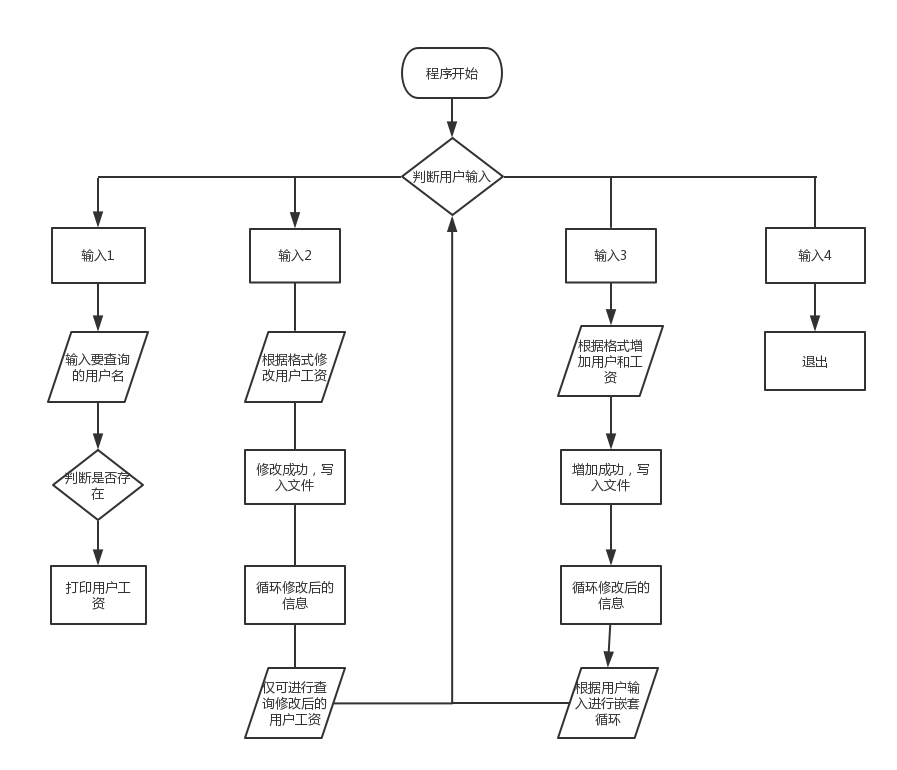 程序开始
判断用户输入
输入1
输入2
输入3
输入4
输入要查询
的用户名
根据格式修
改用户工资
根据格式增
加用户和工
资
退出
判断是否存
在
修改成功，写
入文件
增加成功，写
入文件
打印用户工
资
循环修改后的
信息
循环修改后的
信息
仅可进行查
询修改后的
用户工资
根据用户输
入进行嵌套
循环